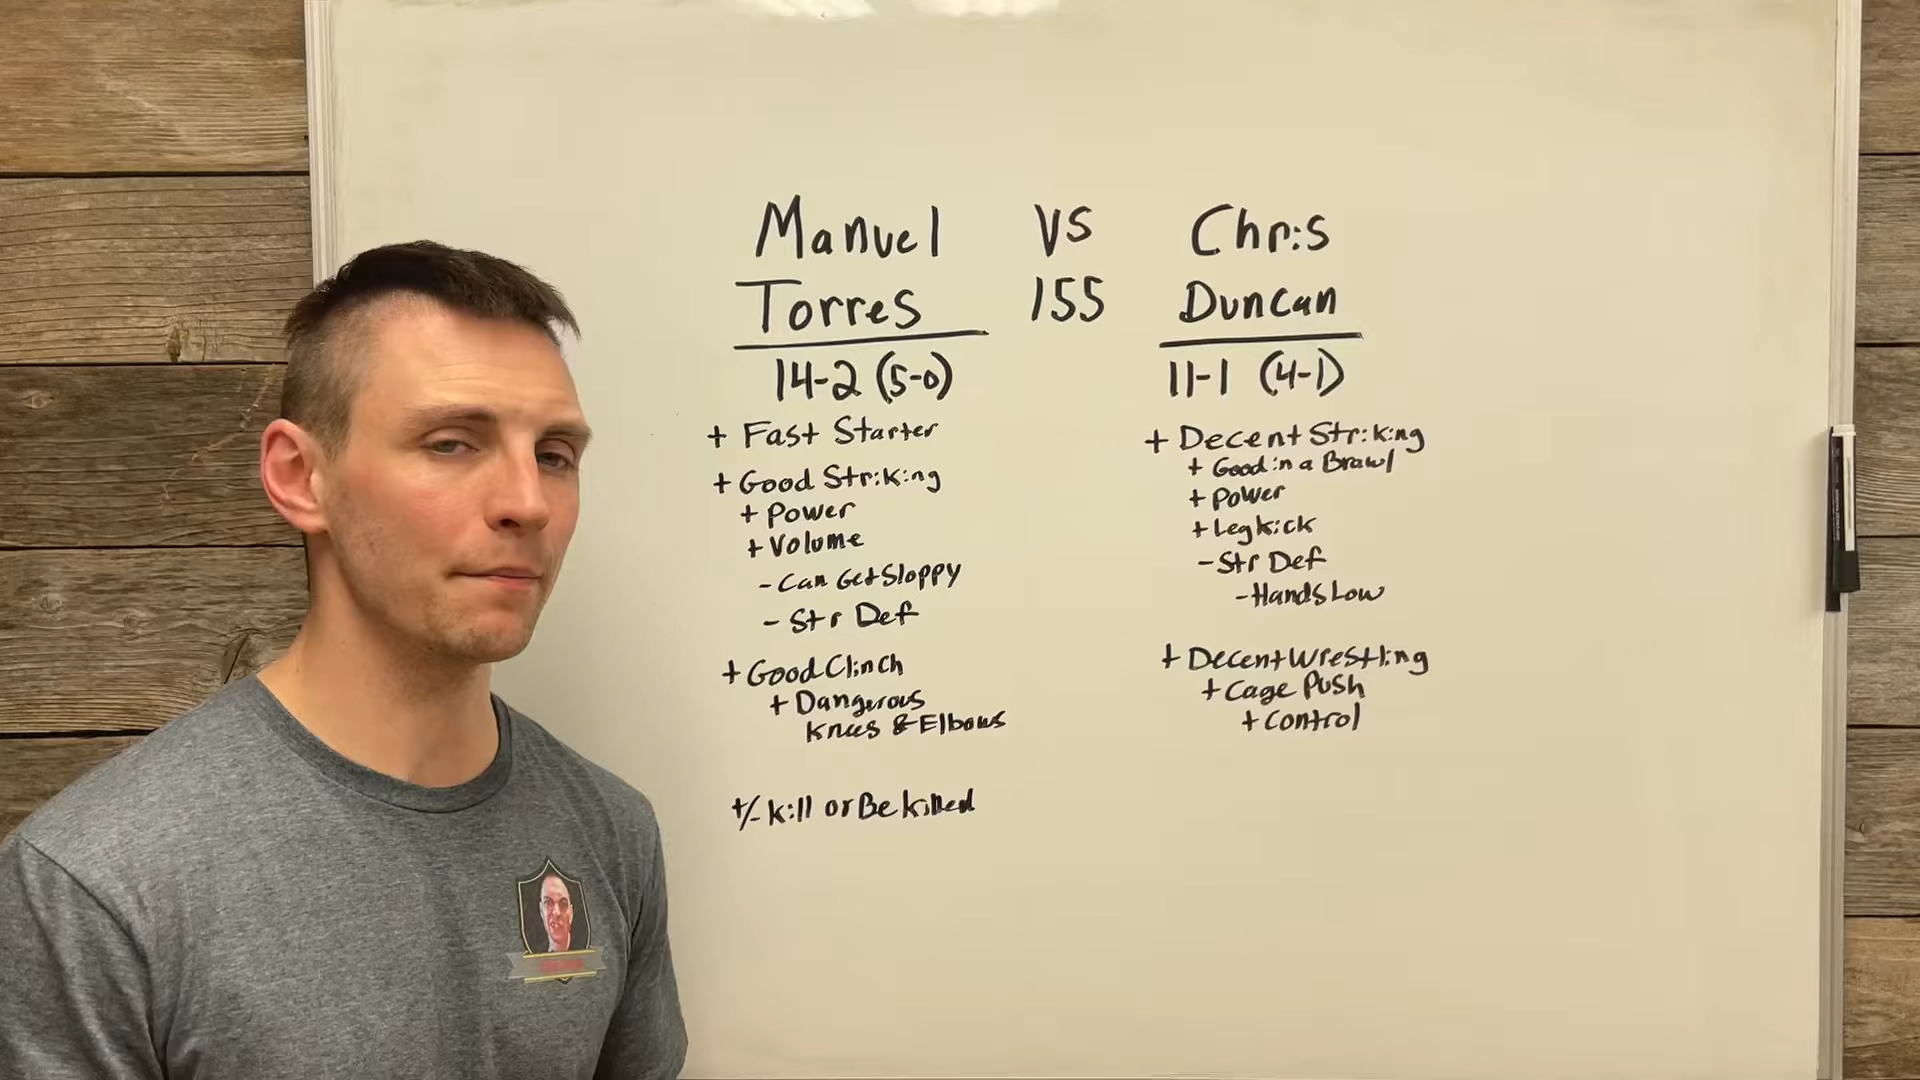 Manuel VS Chris
Torres 155 Duncan
14-2 (5-0)
+ Fast Starter
+ Good Striking
+ Power
+ Volume
- Can Get Sloppy
- Str Def
+ Good Clinch
+ Dangerous
Knees & Elbows
+/- Kill or Be Killed
11-1 (4-1)
+ Decent Striking
+ Good in a Brawl
+ Power
+ Leg Kick
- Str Def
- Hands Low
+ Decent Wrestling
+ Cage Push
+ Control